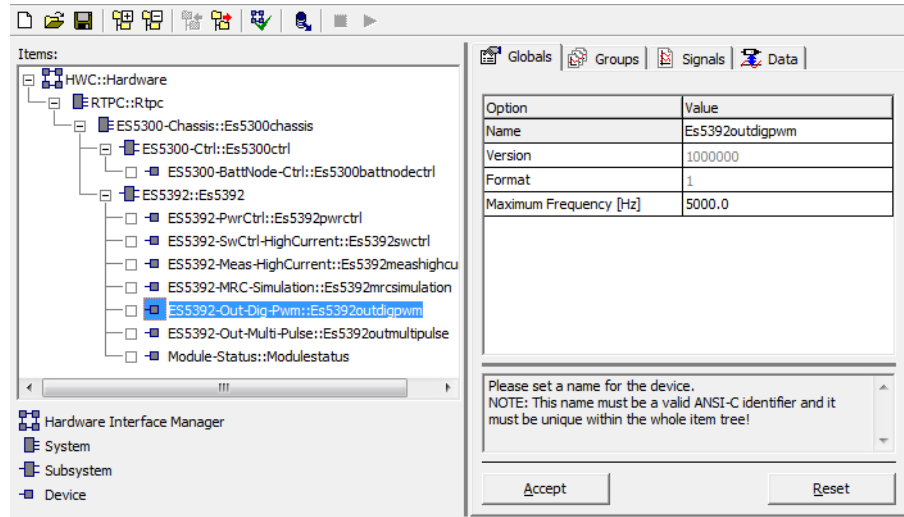 Items:
HWC::Hardware
RTPC::Rtpc
ES5300-Chassis::Es5300chassis
ES5300-Ctrl::Es5300ctrl
ES5300-BattNode-Ctrl::Es5300battnodectrl
ES5392::Es5392
ES5392-PwrCtrl::Es5392pwrctrl
ES5392-SwCtrl-HighCurrent::Es5392swctrl
ES5392-Meas-HighCurrent::Es5392meashighcu
ES5392-MRC-Simulation::Es5392mrcsimulation
ES5392-Out-Dig-Pwm::Es5392outdigpwm
ES5392-Out-Multi-Pulse::Es5392outmultipulse
Module-Status::Modulestatus
Hardware Interface Manager
System
Subsystem
Device
Globals Groups Signals Data
Option Value
Name Es5392outdigpwm
Version 1000000
Format 1
Maximum Frequency [Hz] 5000.0
Please set a name for the device.
NOTE: This name must be a valid ANSI-C identifier and it
must be unique within the whole item tree!
Accept Reset